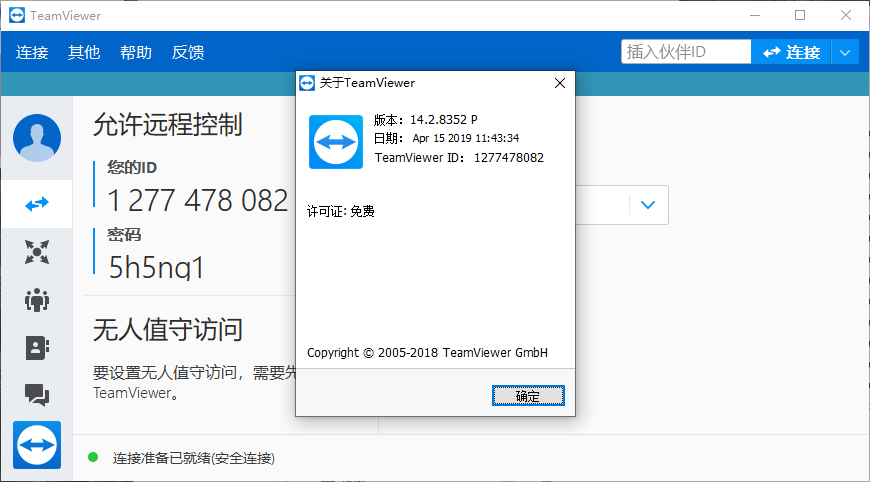 TeamViewer
连接 其他 帮助 反馈
插入伙伴ID
连接
关于TeamViewer
版本: 14.2.8352 P
日期: Apr 15 2019 11:43:34
TeamViewer ID: 1277478082
许可证: 免费
Copyright © 2005-2018 TeamViewer GmbH
确定
允许远程控制
您的ID
1 277 478 082
密码
5h5nq1
无人值守访问
要设置无人值守访问，需要先
TeamViewer。
连接准备已就绪(安全连接)